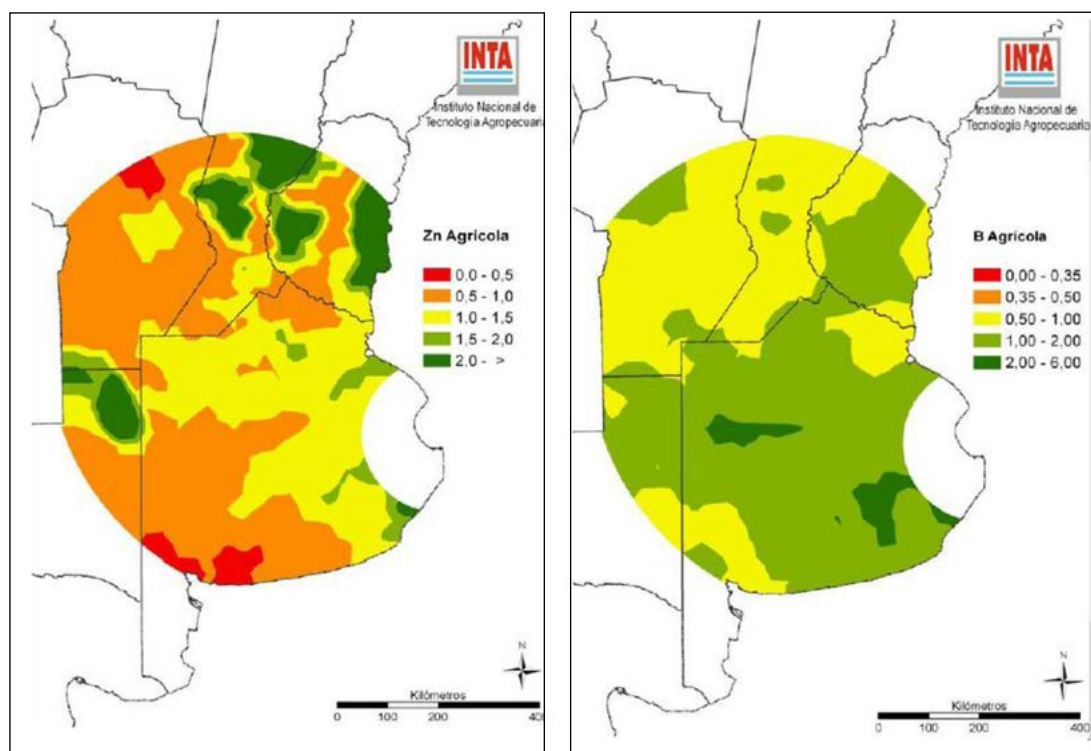 INTA
Instituto Nacional de
Tecnología Agropecuaria
Zn Agrícola
0.0 - 0,5
0,5 - 1,0
1,0 - 1,5
1,5 - 2,0
2.0 - >
N
Kilómetros
0 100 200 400
INTA
Instituto Nacional de
Tecnología Agropecuaria
B Agrícola
0,00 - 0,35
0,35 - 0,50
0,50 - 1,00
1,00 - 2,00
2,00 - 6,00
N
Kilómetros
0 100 200 400